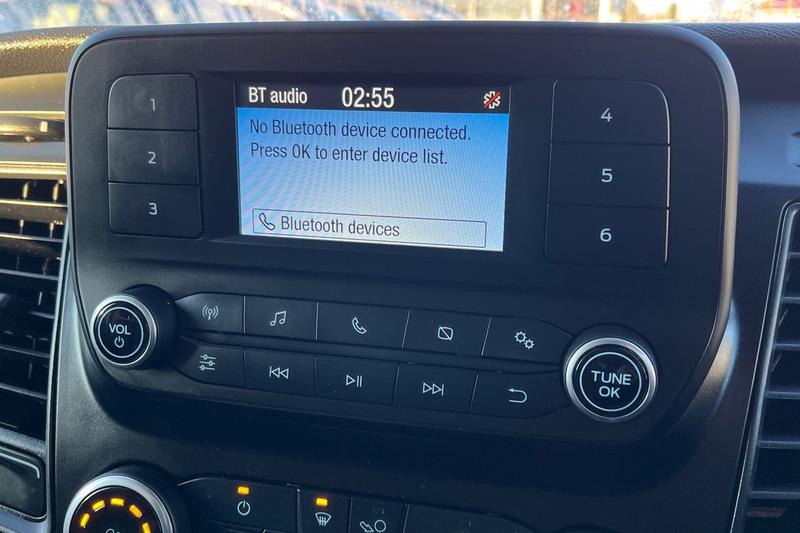 BT audio 02:55
No Bluetooth device connected.
Press OK to enter device list.
Bluetooth devices
1
2
3
4
5
6
VOL
TUNE
OK